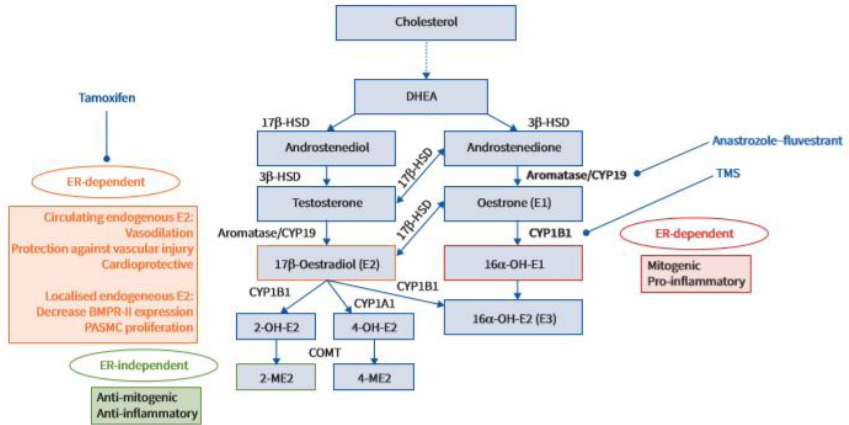 Cholesterol
DHEA
Tamoxifen
17β-HSD
3β-HSD
Androstenediol
Androstenedione
Anastrozole–fluvestrant
17β-HSD
3β-HSD
Aromatase/CYP19
TMS
ER-dependent
Testosterone
Oestrone (E1)
Circulating endogenous E2:
Vasodilation
Protection against vascular injury
Cardioprotective
Localised endogeneous E2:
Decrease BMPR-II expression
PASMC proliferation
Aromatase/CYP19
17β-HSD
CYP1B1
ER-dependent
17β-Oestradiol (E2)
16α-OH-E1
Mitogenic
Pro-inflammatory
CYP1B1
CYP1A1
CYP1B1
2-OH-E2
4-OH-E2
16α-OH-E2 (E3)
COMT
ER-independent
2-ME2
4-ME2
Anti-mitogenic
Anti-inflammatory